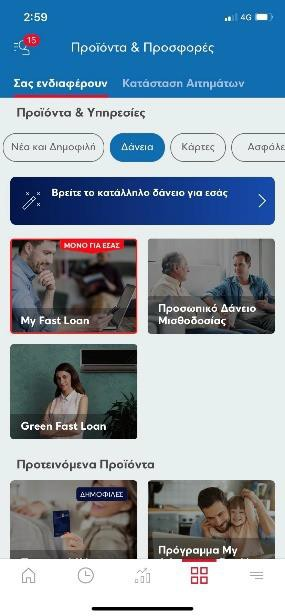 2:59
4G
15
Προϊόντα & Προσφορές
Σας ενδιαφέρουν
Κατάσταση Αιτημάτων
Προϊόντα & Υπηρεσίες
Νέα και Δημοφιλή
Δάνεια
Κάρτες
Ασφάλε
Βρείτε το κατάλληλο δάνειο για εσάς
ΜΟΝΟ ΓΙΑ ΕΣΑΣ
My Fast Loan
Προσωπικό Δάνειο
Μισθοδοσίας
Green Fast Loan
Προτεινόμενα Προϊόντα
ΔΗΜΟΦΙΛΕΣ
Πρόγραμμα My